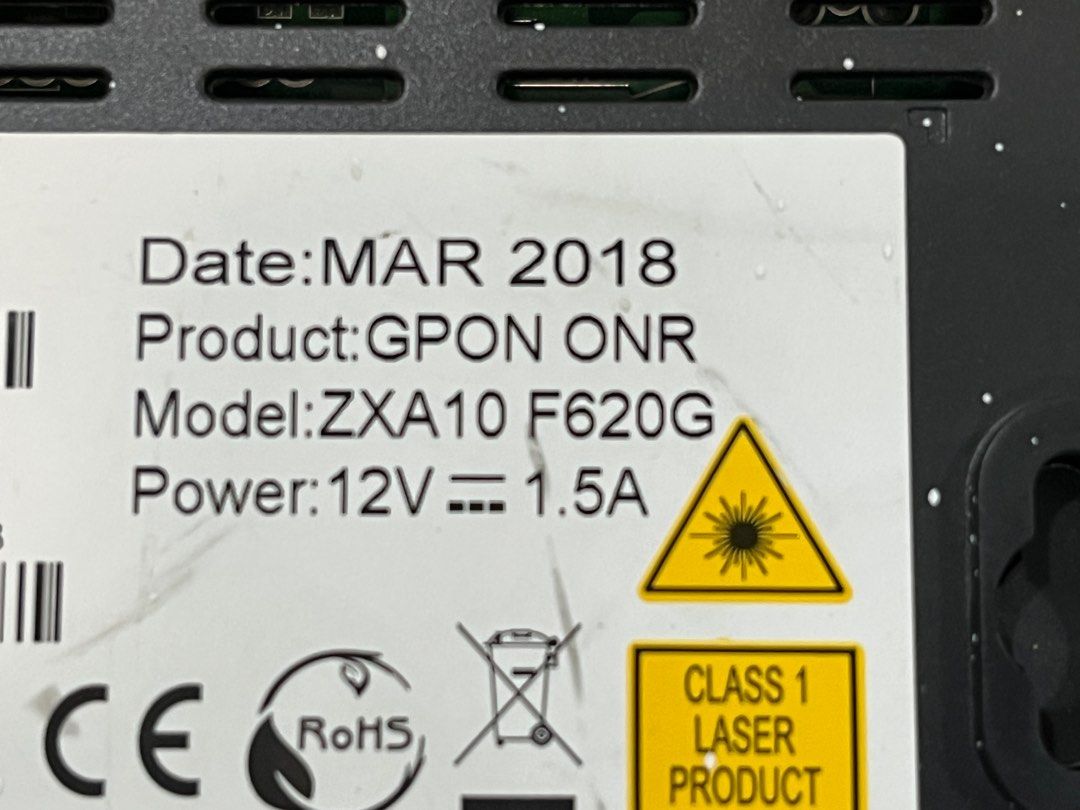 Date:MAR 2018
Product:GPON ONR
Model:ZXA10 F620G
Power:12V ⎓ 1.5A
CE
RoHS
CLASS 1
LASER
PRODUCT